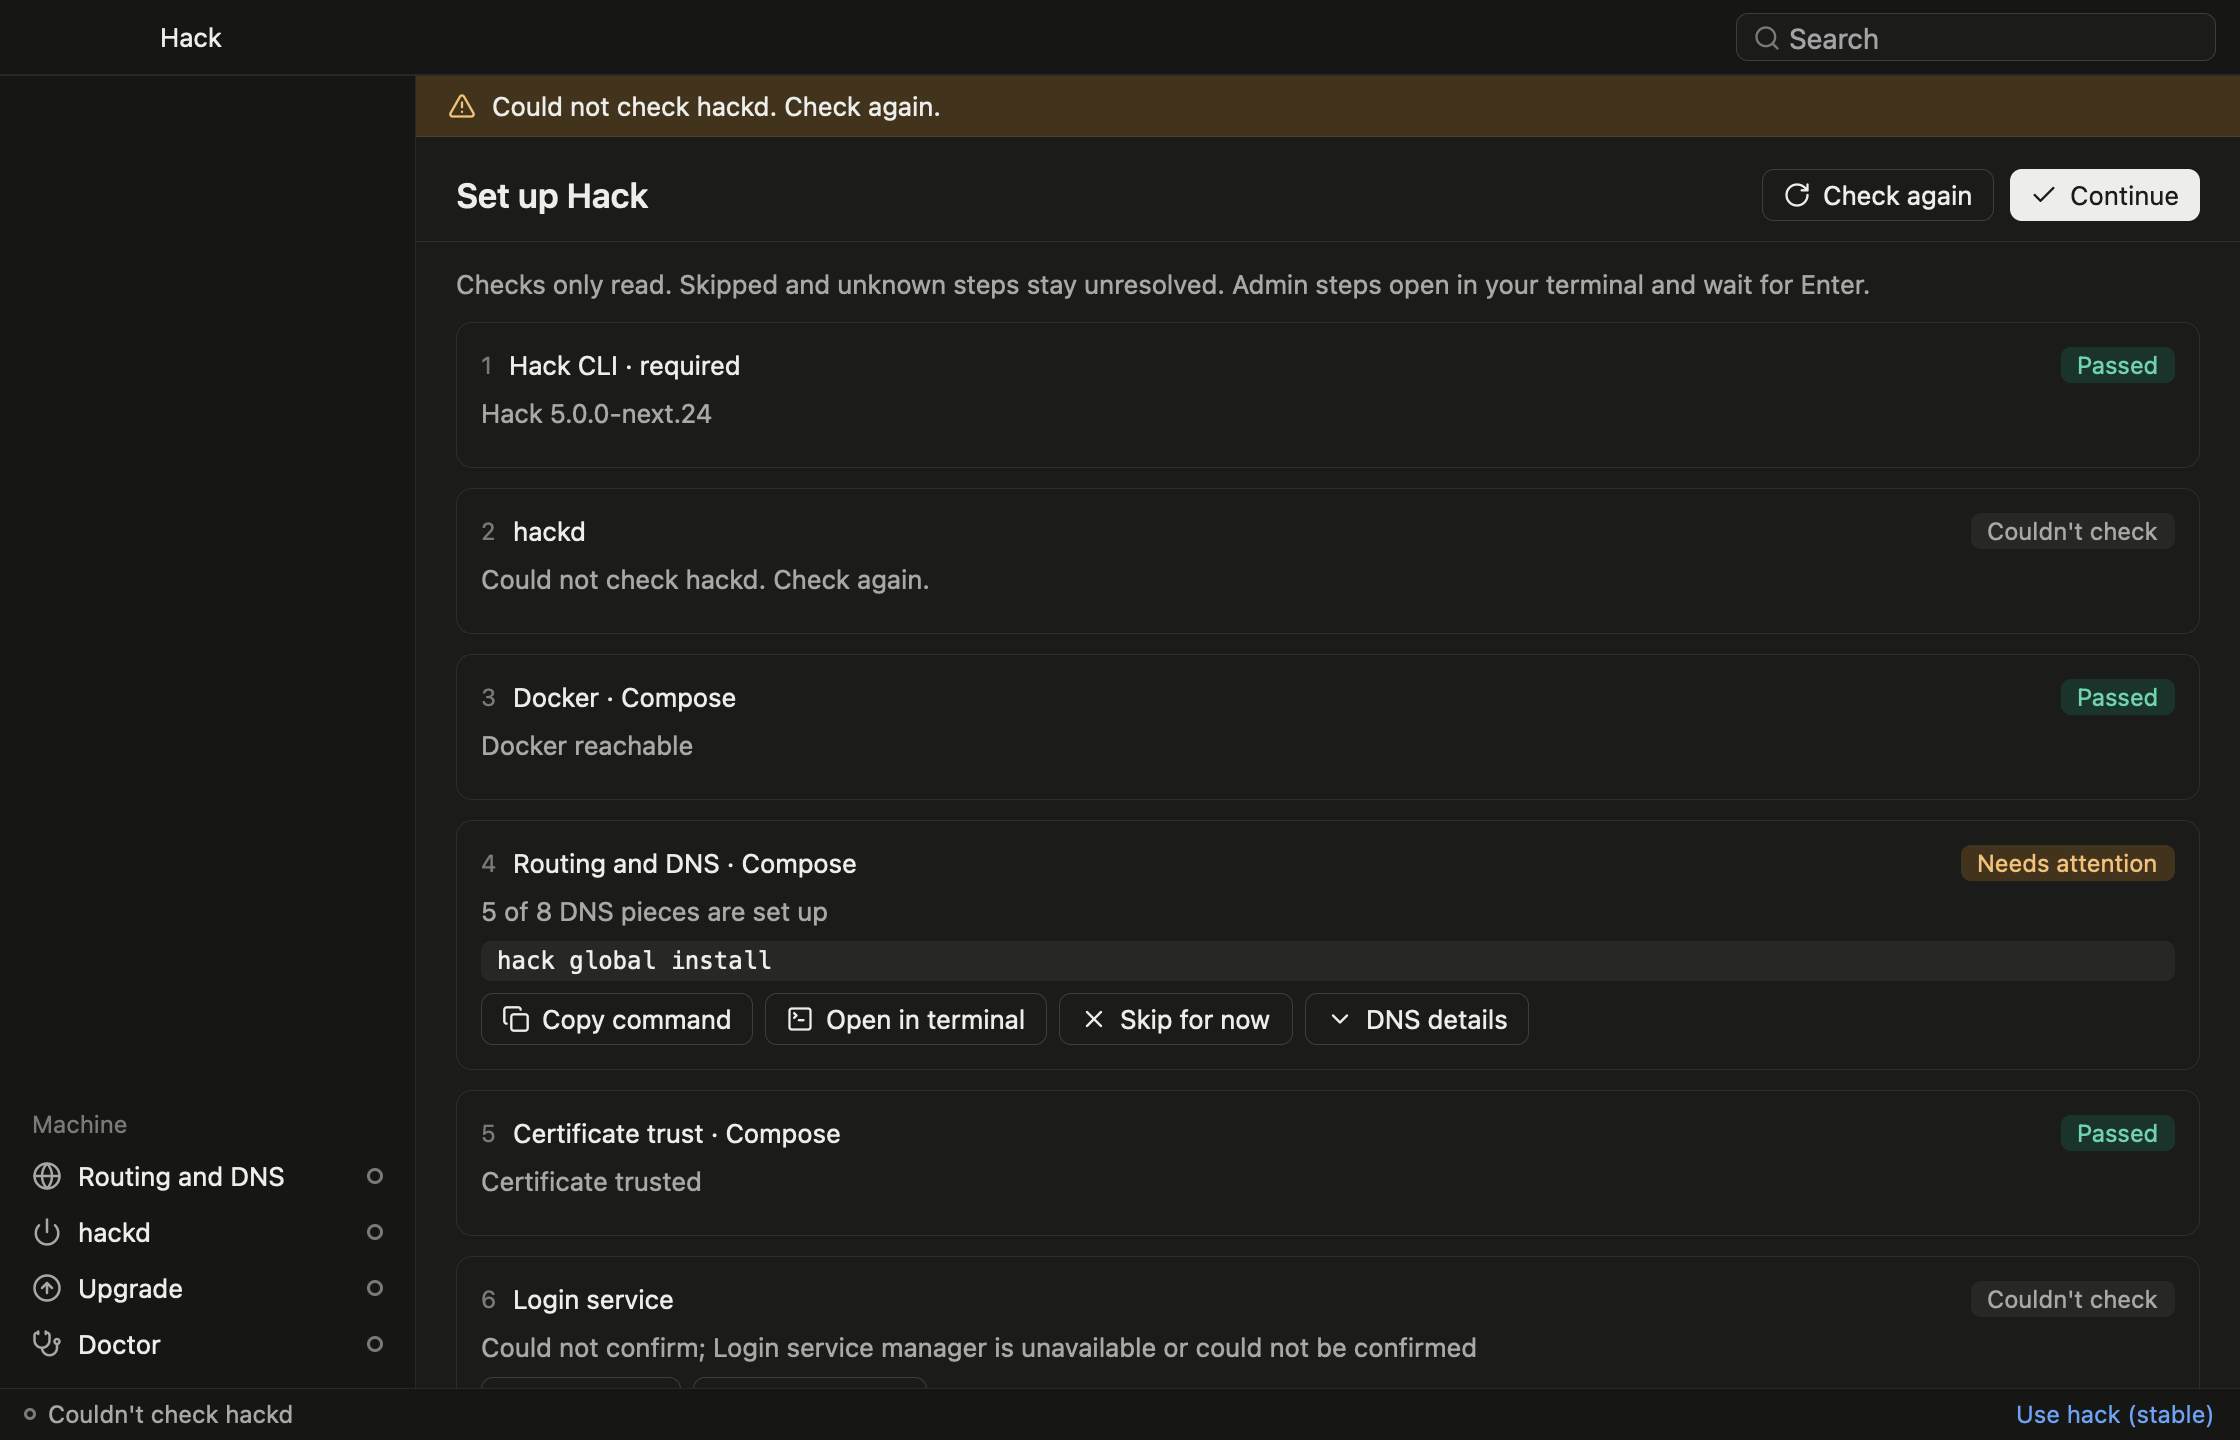 Hack
Search
Could not check hackd. Check again.
Set up Hack
Check again
Continue
Checks only read. Skipped and unknown steps stay unresolved. Admin steps open in your terminal and wait for Enter.
1 Hack CLI · required
Passed
Hack 5.0.0-next.24
2 hackd
Couldn't check
Could not check hackd. Check again.
3 Docker · Compose
Passed
Docker reachable
4 Routing and DNS · Compose
Needs attention
5 of 8 DNS pieces are set up
hack global install
Copy command
Open in terminal
Skip for now
DNS details
5 Certificate trust · Compose
Passed
Certificate trusted
6 Login service
Couldn't check
Could not confirm; Login service manager is unavailable or could not be confirmed
Machine
Routing and DNS
hackd
Upgrade
Doctor
Couldn't check hackd
Use hack (stable)